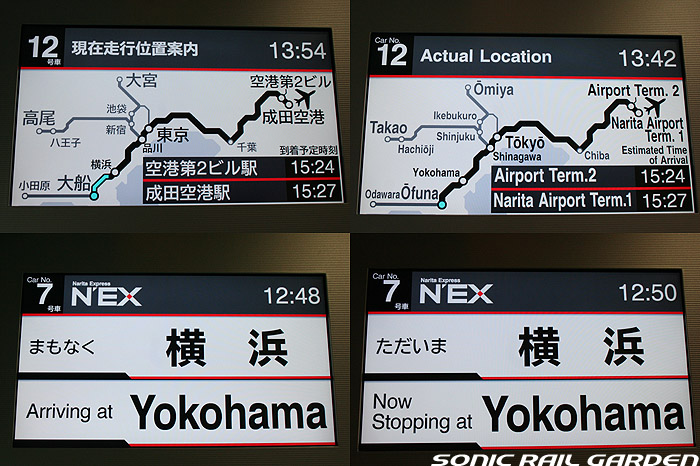 12
号車
現在走行位置案内
13:54
大宮
空港第2ビル
成田空港
池袋
高尾
新宿
八王子
東京
品川
千葉
横浜
到着予定時刻
小田原
大船
空港第2ビル駅
15:24
成田空港駅
15:27
Car No.
12
Actual Location
13:42
Ōmiya
Airport Term. 2
Ikebukuro
Narita Airport
Term. 1
Takao
Shinjuku
Tōkyō
Hachiōji
Shinagawa
Chiba
Estimated Time
of Arrival
Yokohama
Odawara
Ōfuna
Airport Term.2
15:24
Narita Airport Term.1
15:27
Car No.
7
号車
Narita Express
N'EX
12:48
まもなく
横浜
Arriving at
Yokohama
Car No.
7
号車
Narita Express
N'EX
12:50
ただいま
横浜
Now
Stopping at
Yokohama
SONIC RAIL GARDEN